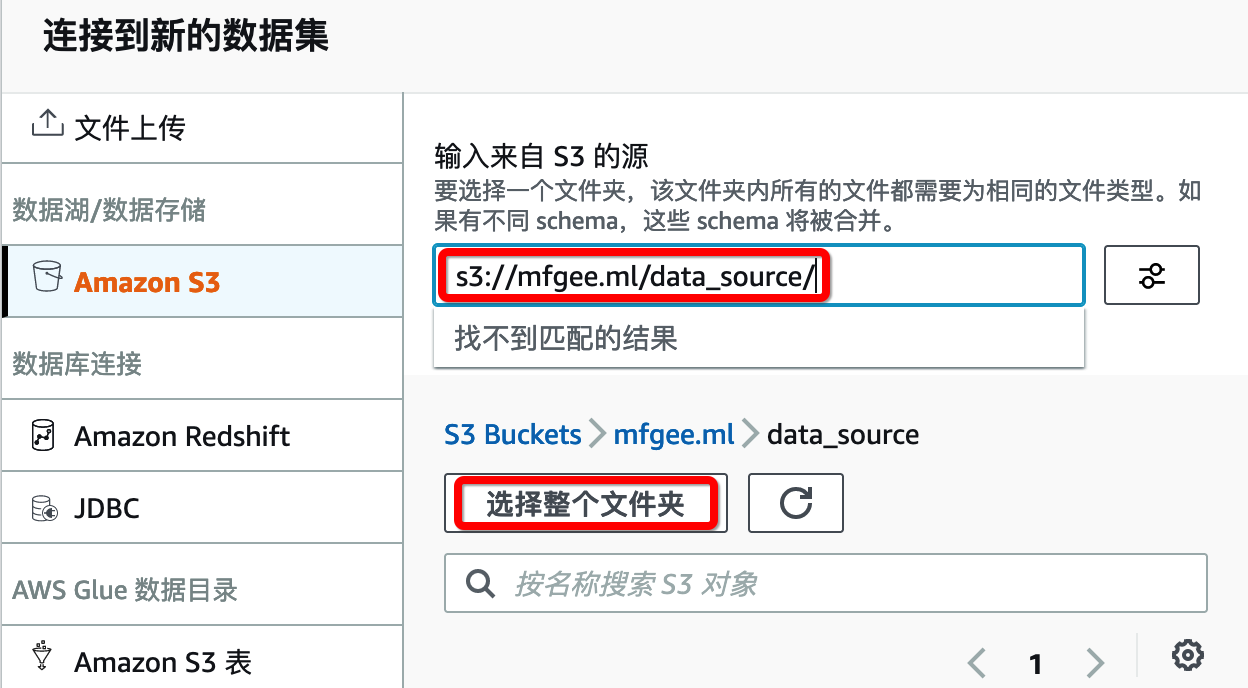 连接到新的数据集
文件上传
数据湖/数据存储
Amazon S3
数据库连接
Amazon Redshift
JDBC
AWS Glue 数据目录
Amazon S3 表
输入来自 S3 的源
要选择一个文件夹，该文件夹内所有的文件都需要为相同的文件类型。如
果有不同 schema，这些 schema 将被合并。
s3://mfgee.ml/data_source/
找不到匹配的结果
S3 Buckets > mfgee.ml > data_source
选择整个文件夹
按名称搜索 S3 对象
< 1 >